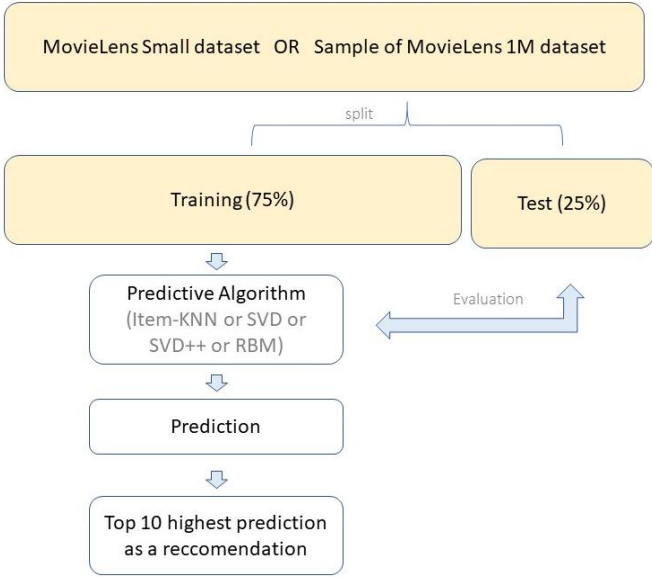 MovieLens Small dataset OR Sample of MovieLens 1M dataset
split
Training (75%)
Test (25%)
Predictive Algorithm
(Item-KNN or SVD or
SVD++ or RBM)
Evaluation
Prediction
Top 10 highest prediction
as a reccomendation